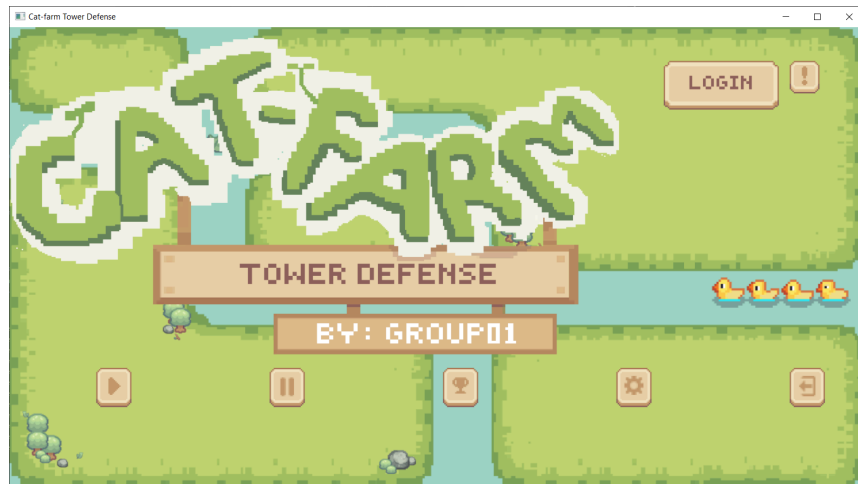 Cat-farm Tower Defense
CAT-FARM
LOGIN
!
TOWER DEFENSE
BY: GROUP01